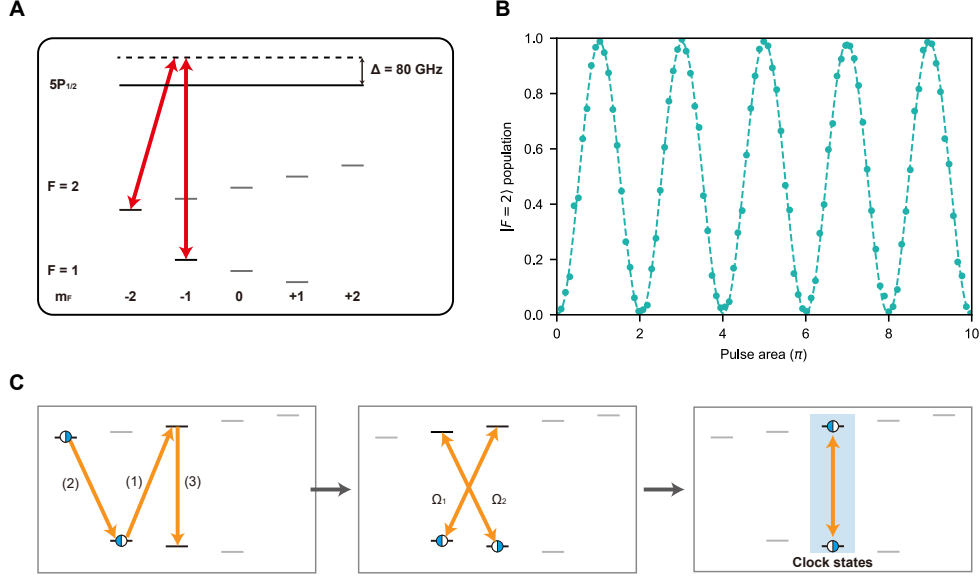 A
5P1/2
Δ = 80 GHz
F = 2
F = 1
mF
-2
-1
0
+1
+2
B
|F = 2⟩ population
1.0
0.8
0.6
0.4
0.2
0.0
0
2
4
6
8
10
Pulse area (π)
C
(2)
(1)
(3)
Ω1
Ω2
Clock states